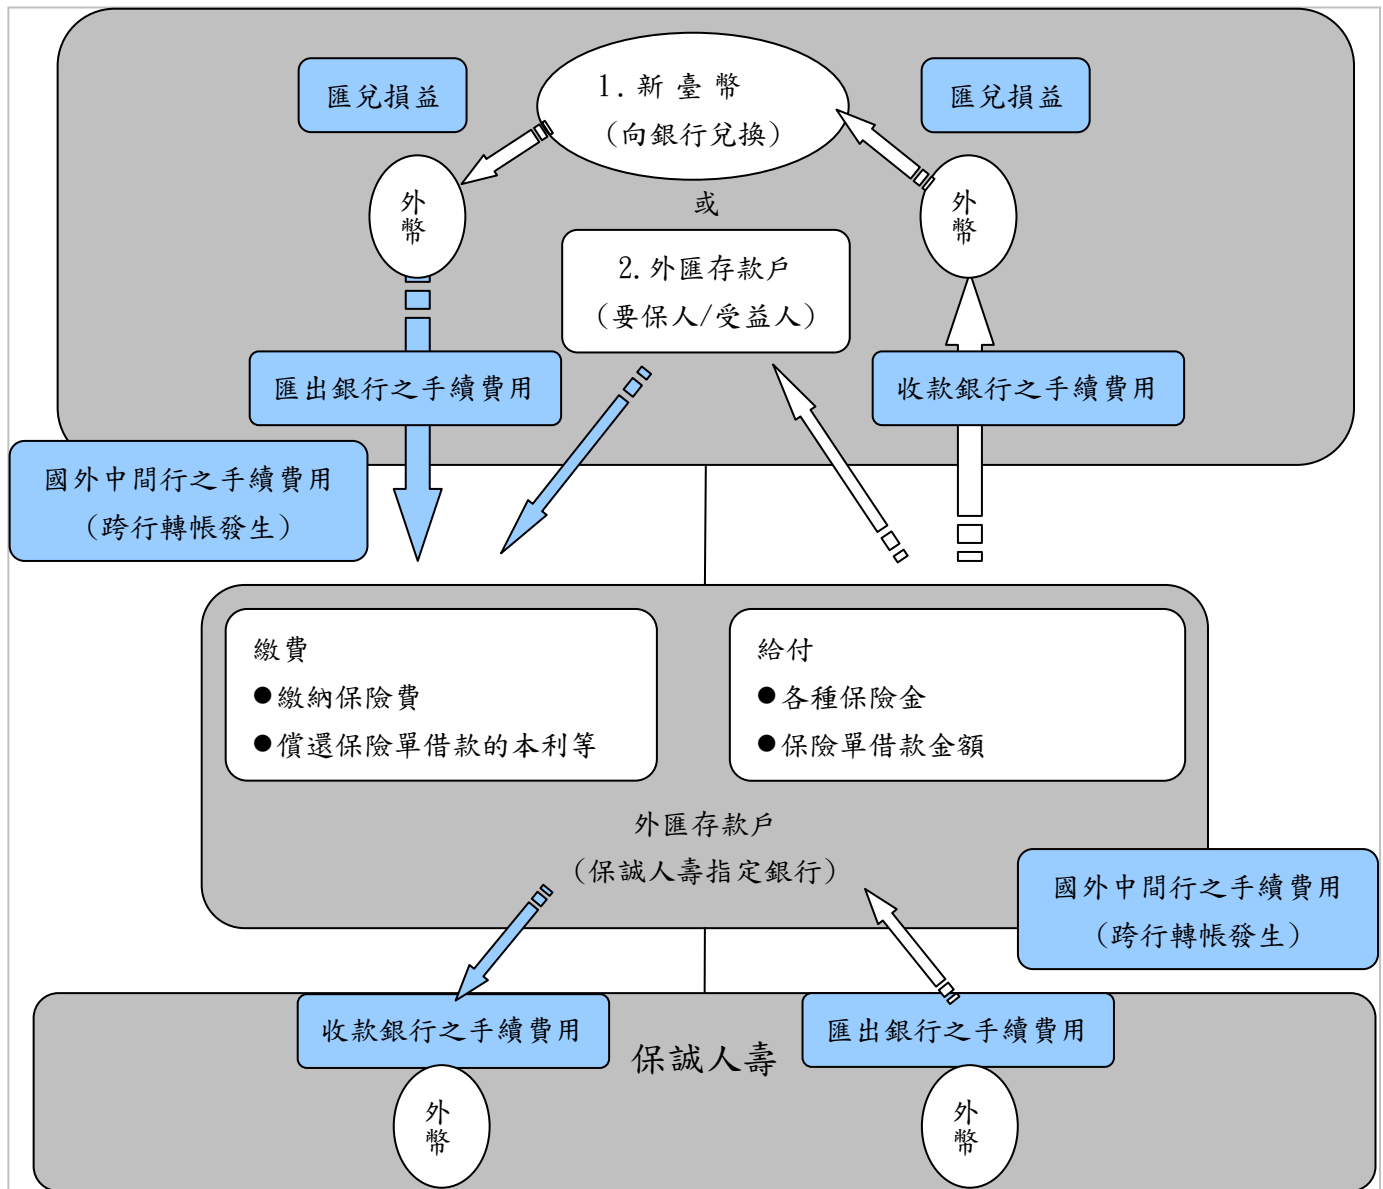 匯兌損益
1. 新 臺 幣
（向銀行兌換）
匯兌損益
外
幣
或
外
幣
2. 外匯存款戶
（要保人/受益人）
匯出銀行之手續費用
收款銀行之手續費用
國外中間行之手續費用
（跨行轉帳發生）
繳費
●繳納保險費
●償還保險單借款的本利等
給付
●各種保險金
●保險單借款金額
外匯存款戶
（保誠人壽指定銀行）
國外中間行之手續費用
（跨行轉帳發生）
收款銀行之手續費用
保誠人壽
匯出銀行之手續費用
外
幣
外
幣